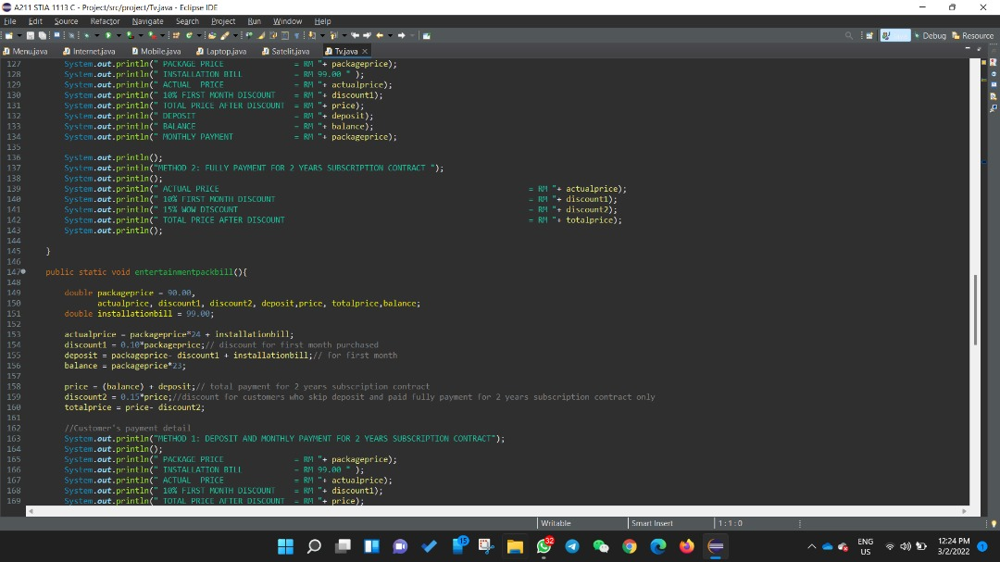 A211 STIA 1113 C - Project/src/project/Tv.java - Eclipse IDE
File Edit Source Refactor Navigate Search Project Run Window Help
Debug Resource
Menu.java Internet.java Mobile.java Laptop.java Satelit.java Tv.java
127 System.out.println(" PACKAGE PRICE = RM "+ packageprice);
128 System.out.println(" INSTALLATION BILL = RM 99.00 " );
129 System.out.println(" ACTUAL PRICE = RM "+ actualprice);
130 System.out.println(" 10% FIRST MONTH DISCOUNT = RM "+ discount1);
131 System.out.println(" TOTAL PRICE AFTER DISCOUNT = RM "+ price);
132 System.out.println(" DEPOSIT = RM "+ deposit);
133 System.out.println(" BALANCE = RM "+ balance);
134 System.out.println(" MONTHLY PAYMENT = RM "+ packageprice);
135
136 System.out.println();
137 System.out.println("METHOD 2: FULLY PAYMENT FOR 2 YEARS SUBSCRIPTION CONTRACT ");
138 System.out.println();
139 System.out.println(" ACTUAL PRICE = RM "+ actualprice);
140 System.out.println(" 10% FIRST MONTH DISCOUNT = RM "+ discount1);
141 System.out.println(" 15% WOW DISCOUNT = RM "+ discount2);
142 System.out.println(" TOTAL PRICE AFTER DISCOUNT = RM "+ totalprice);
143 System.out.println();
144
145 }
146
147 public static void entertainmentpackbill(){
148
149 double packageprice = 90.00,
150 actualprice, discount1, discount2, deposit,price, totalprice,balance;
151 double installationbill = 99.00;
152
153 actualprice = packageprice*24 + installationbill;
154 discount1 = 0.10*packageprice;// discount for first month purchased
155 deposit = packageprice- discount1 + installationbill;// for first month
156 balance = packageprice*23;
157
158 price = (balance) + deposit;// total payment for 2 years subscription contract
159 discount2 = 0.15*price;//discount for customers who skip deposit and paid fully payment for 2 years subscription contract only
160 totalprice = price- discount2;
161
162 //Customer's payment detail
163 System.out.println("METHOD 1: DEPOSIT AND MONTHLY PAYMENT FOR 2 YEARS SUBSCRIPTION CONTRACT");
164 System.out.println();
165 System.out.println(" PACKAGE PRICE = RM "+ packageprice);
166 System.out.println(" INSTALLATION BILL = RM 99.00 " );
167 System.out.println(" ACTUAL PRICE = RM "+ actualprice);
168 System.out.println(" 10% FIRST MONTH DISCOUNT = RM "+ discount1);
169 System.out.println(" TOTAL PRICE AFTER DISCOUNT = RM "+ price);
Writable Smart Insert 1 : 1 : 0
15 32
ENG US 12:24 PM 3/2/2022 1